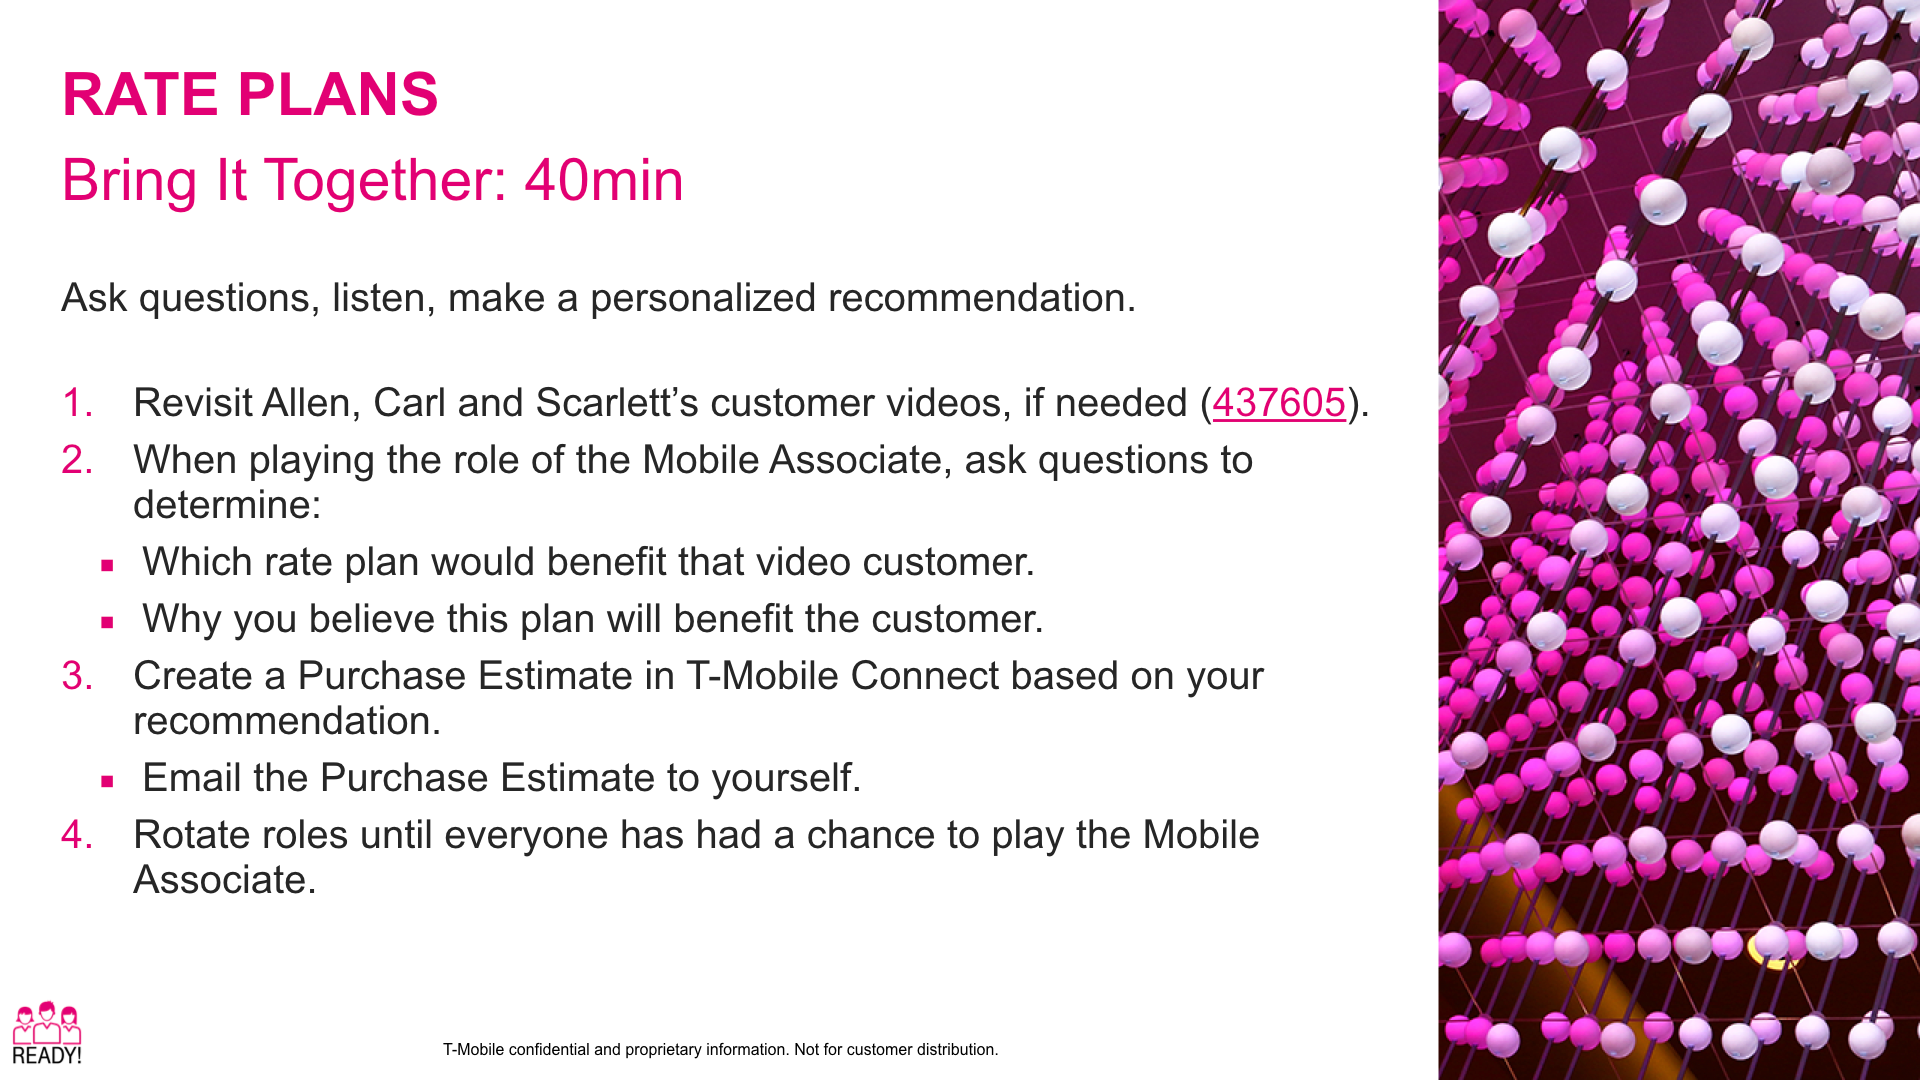 RATE PLANS
Bring It Together: 40min
Ask questions, listen, make a personalized recommendation.
1. Revisit Allen, Carl and Scarlett’s customer videos, if needed (437605).
2. When playing the role of the Mobile Associate, ask questions to
determine:
▪ Which rate plan would benefit that video customer.
▪ Why you believe this plan will benefit the customer.
3. Create a Purchase Estimate in T-Mobile Connect based on your
recommendation.
▪ Email the Purchase Estimate to yourself.
4. Rotate roles until everyone has had a chance to play the Mobile
Associate.
READY!
T-Mobile confidential and proprietary information. Not for customer distribution.